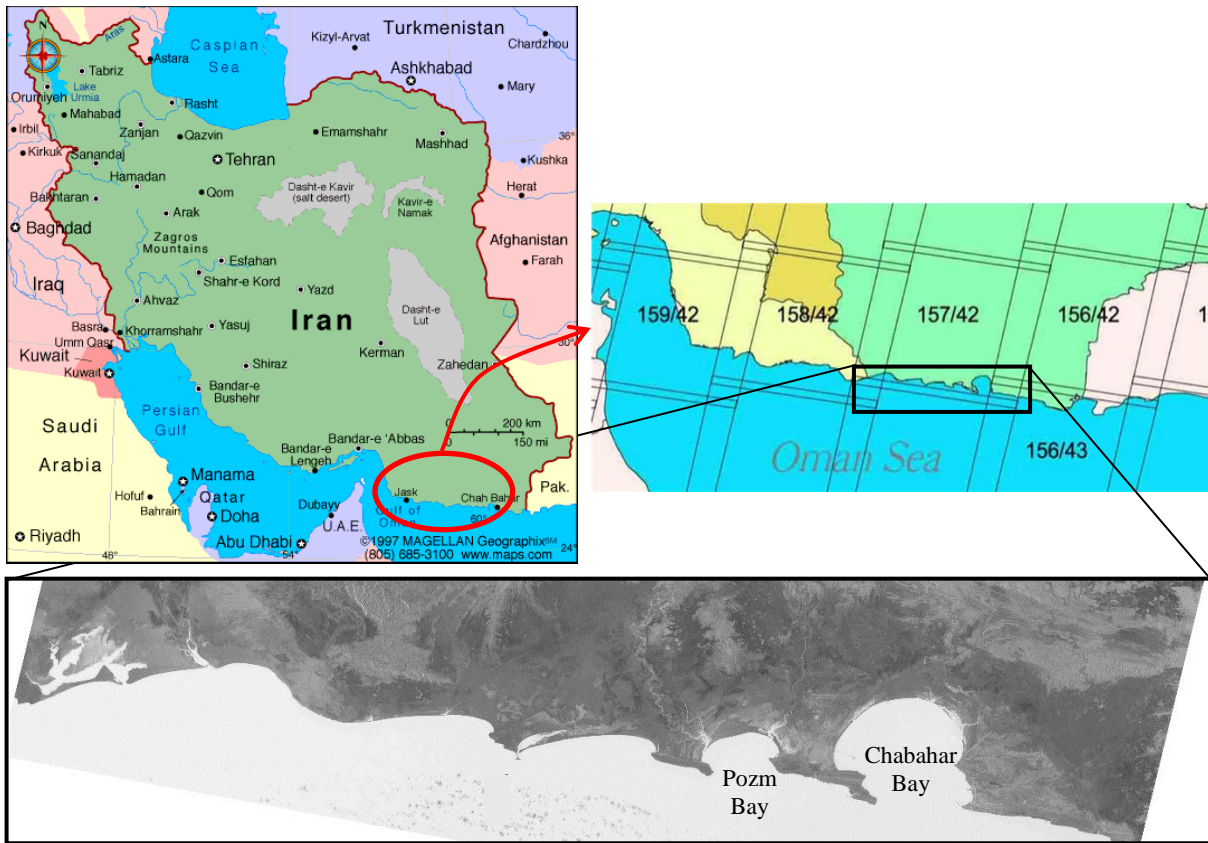 N
Aras
Caspian
Sea
Turkmenistan
Kizyl-Arvat
Chardzhou
Astara
Tabriz
Ashkhabad
Mary
Lake
Urmia
Orumiyeh
Rasht
Mahabad
Irbil
Zanjan
Qazvin
Emamshahr
Mashhad
36°
Kirkuk
Sanandaj
Tehran
Kushka
Hamadan
Dasht-e Kavir
(salt desert)
Herat
Bakhtaran
Qom
Kavir-e
Namak
Arak
Baghdad
Zagros
Mountains
Afghanistan
Esfahan
Farah
Shahr-e Kord
Iraq
Yazd
Ahvaz
Dasht-e
Lut
Iran
Basra
Khorramshahr
Yasuj
Umm Qasr
Kerman
30°
Kuwait
Shiraz
Zahedan
Kuwait
Bandar-e
Bushehr
Persian
Gulf
0
200 km
0
150 mi
Saudi
Arabia
Bandar-e
Lengeh
Bandar-e 'Abbas
Manama
Jask
Chah Bahar
Pak.
Hofuf
Qatar
Dubayy
Gulf of
Oman
60°
Bahrain
Doha
U.A.E.
Riyadh
Abu Dhabi
©1997 MAGELLAN Geographix℠
(805) 685-3100 www.maps.com
24°
48°
54°
159/42
158/42
157/42
156/42
1
Oman Sea
156/43
Pozm
Bay
Chabahar
Bay